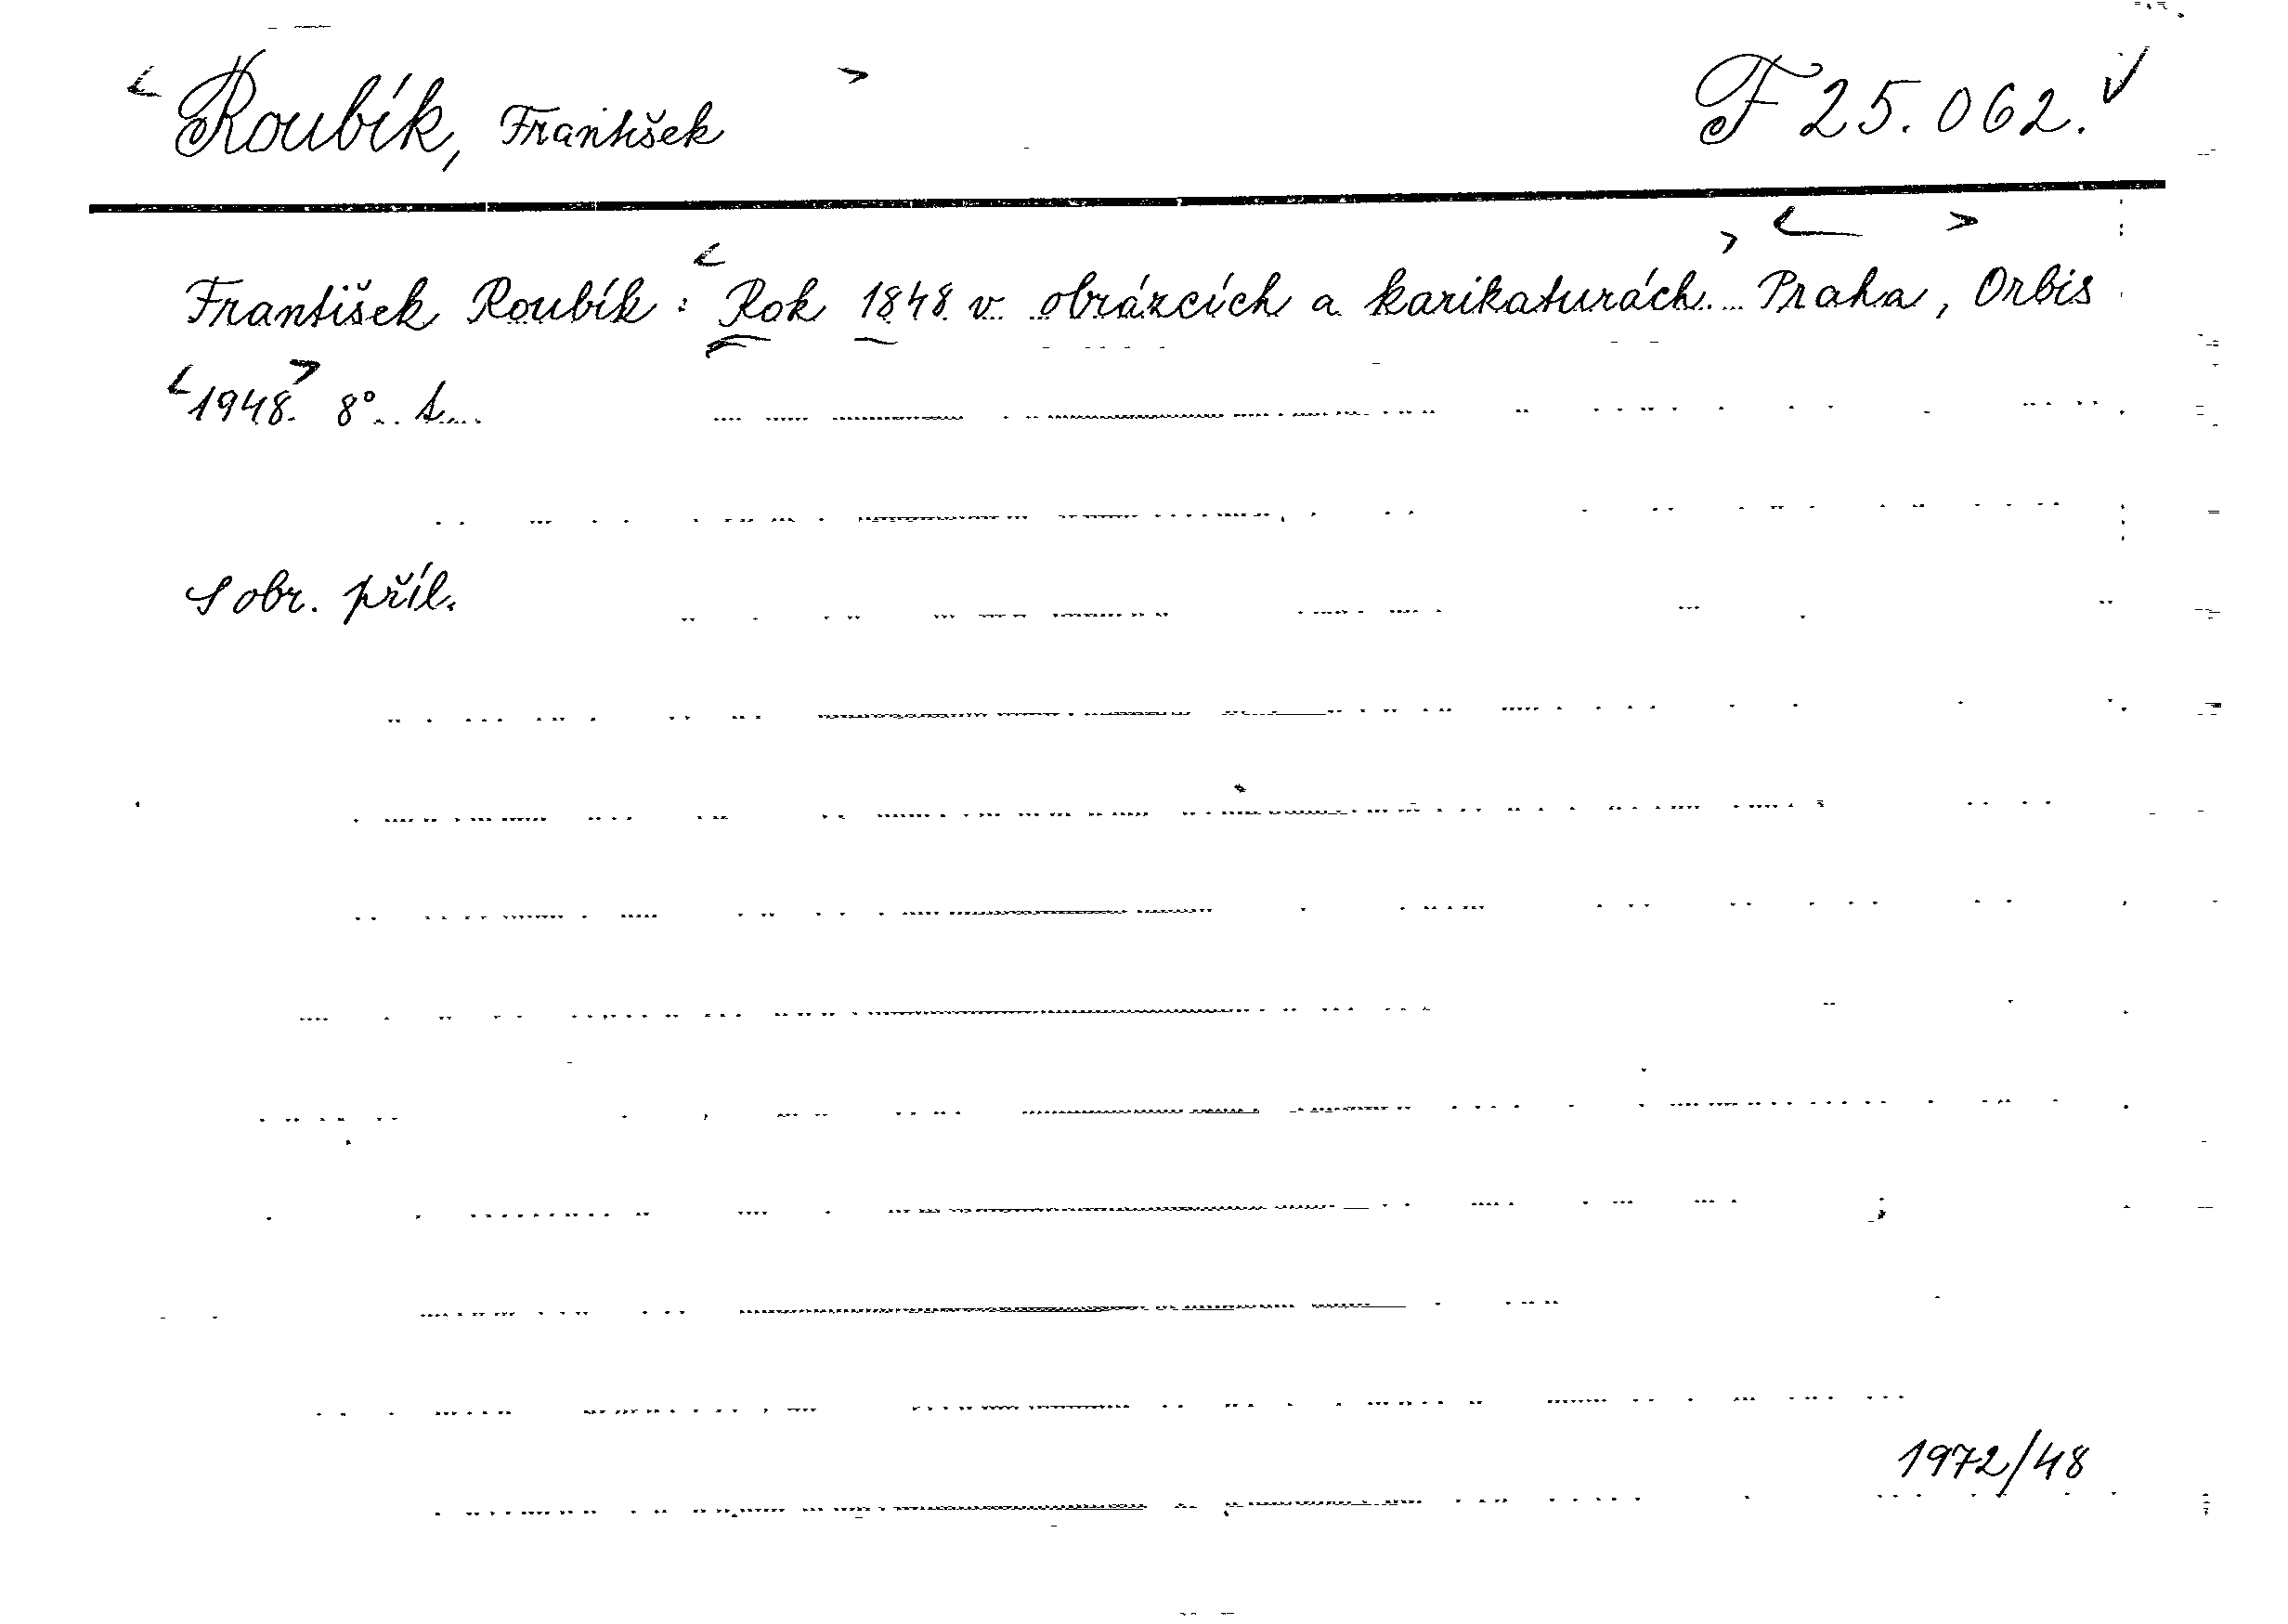 Roubík, František F 25.062.
František Roubík: Rok 1848 v obrázcích a karikaturách. Praha, Orbis
1948. 8°.
S obr. příl.
1972/48